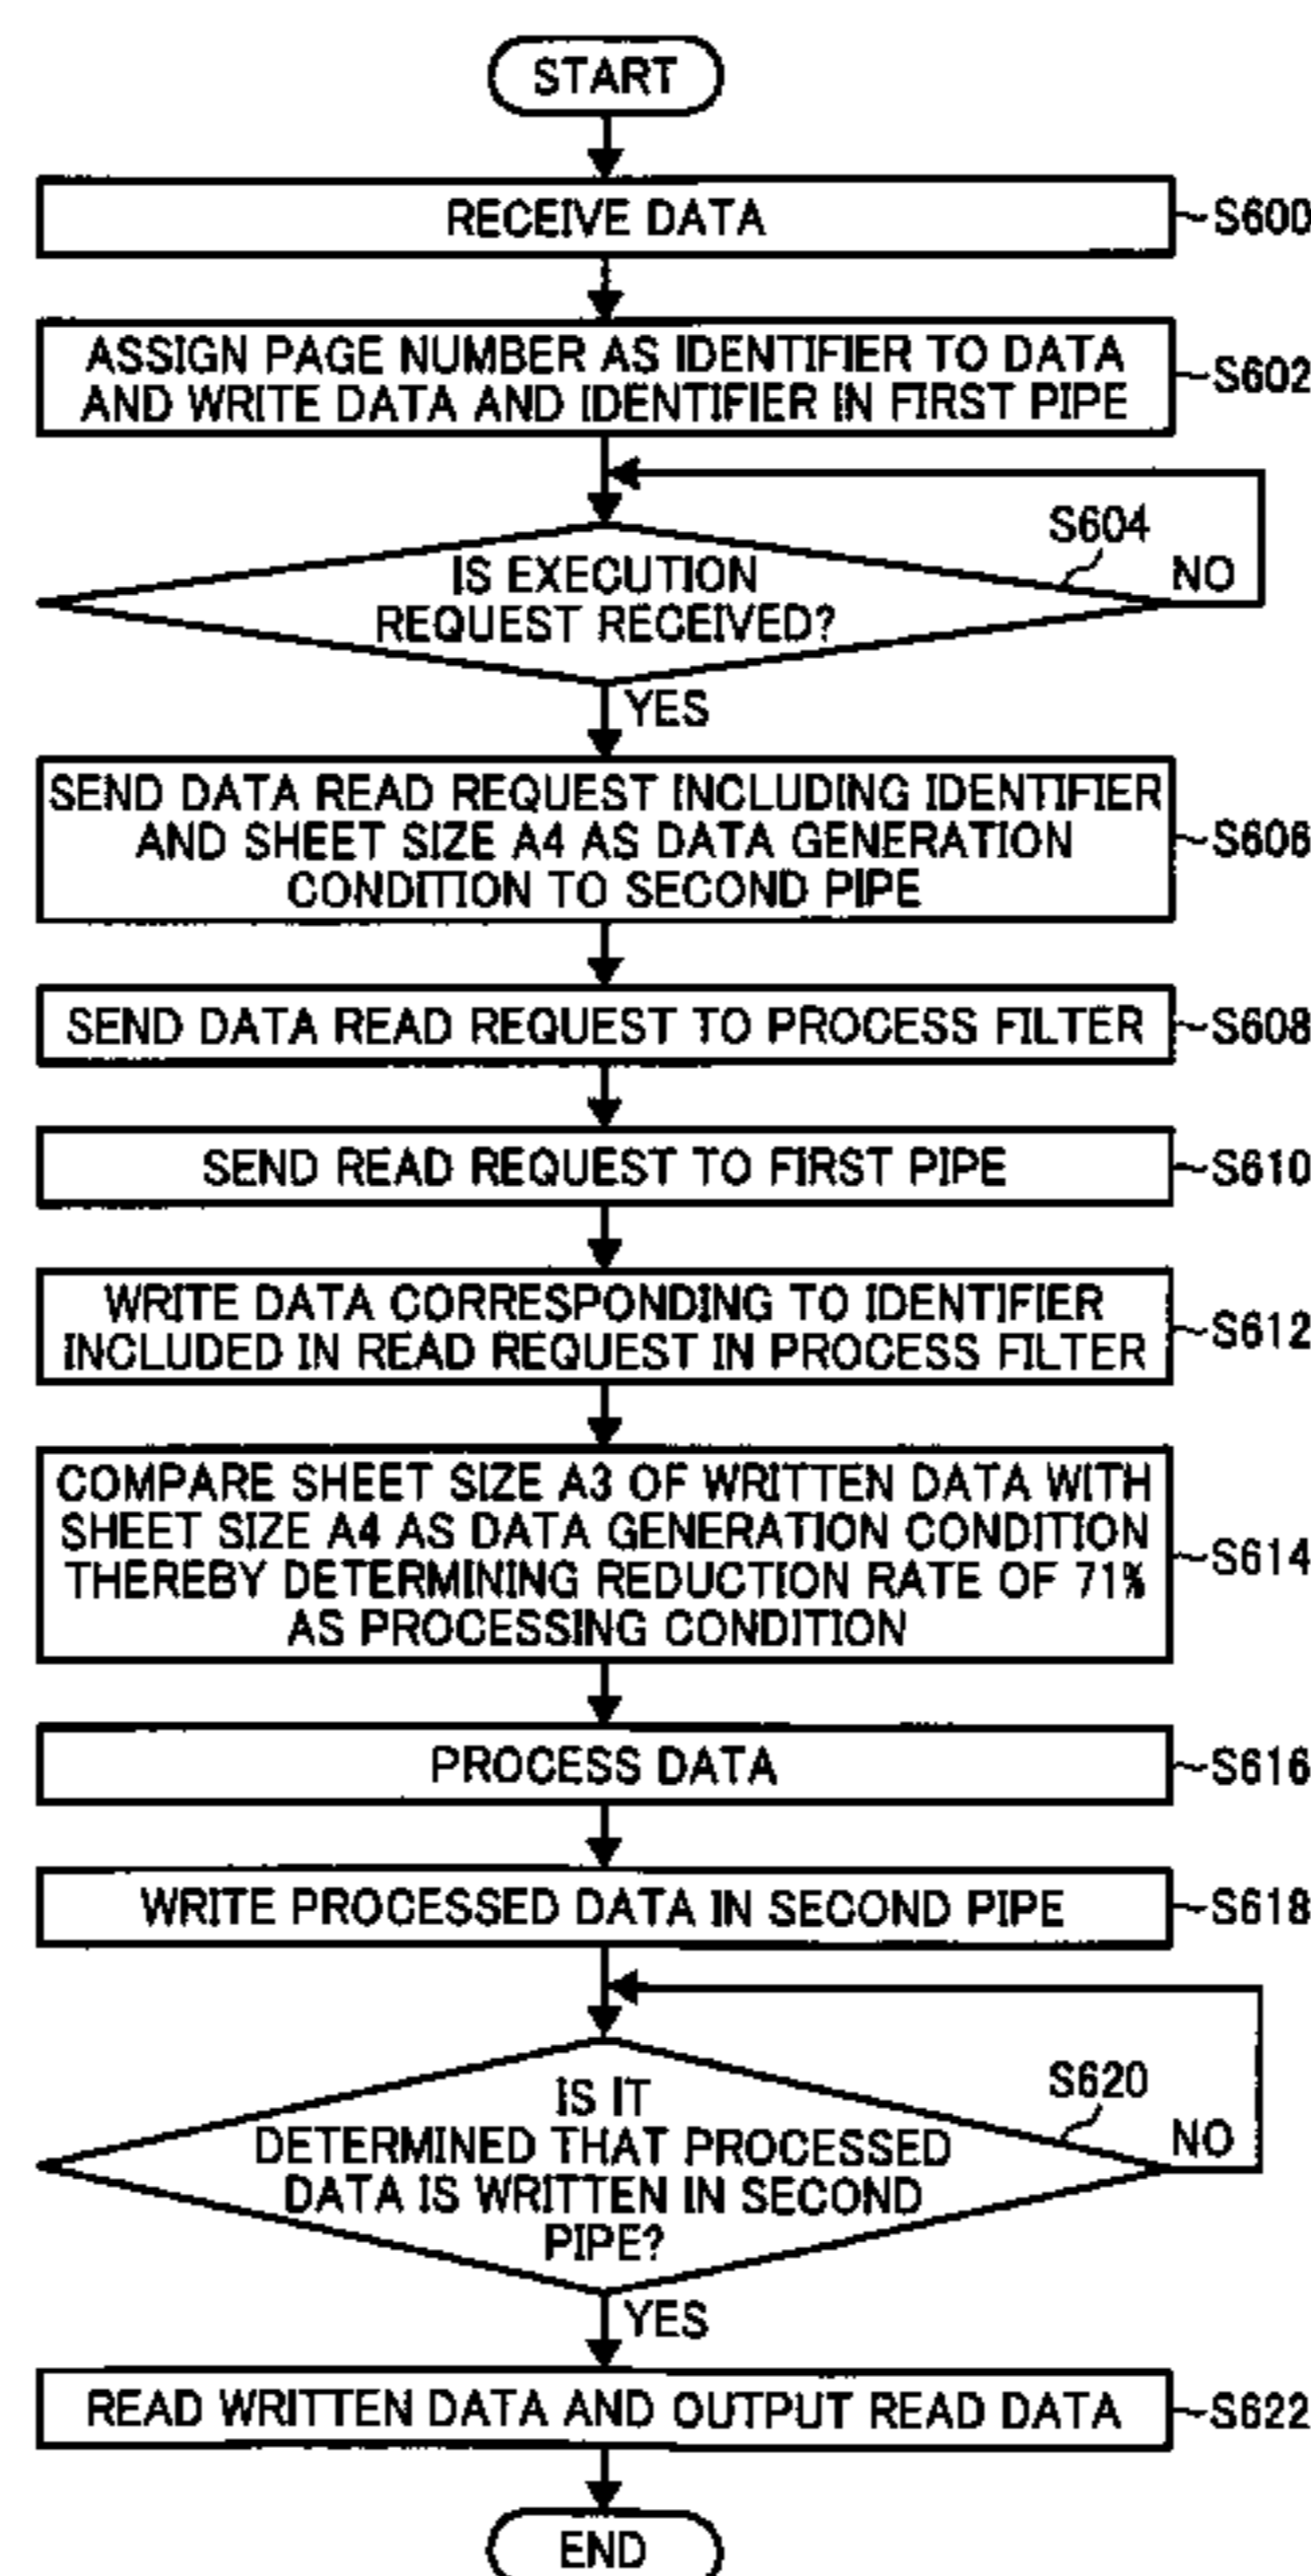 START
RECEIVE DATA
S600
ASSIGN PAGE NUMBER AS IDENTIFIER TO DATA
AND WRITE DATA AND IDENTIFIER IN FIRST PIPE
S602
S604
IS EXECUTION
REQUEST RECEIVED?
NO
YES
SEND DATA READ REQUEST INCLUDING IDENTIFIER
AND SHEET SIZE A4 AS DATA GENERATION
CONDITION TO SECOND PIPE
S606
SEND DATA READ REQUEST TO PROCESS FILTER
S608
SEND READ REQUEST TO FIRST PIPE
S610
WRITE DATA CORRESPONDING TO IDENTIFIER
INCLUDED IN READ REQUEST IN PROCESS FILTER
S612
COMPARE SHEET SIZE A3 OF WRITTEN DATA WITH
SHEET SIZE A4 AS DATA GENERATION CONDITION
THEREBY DETERMINING REDUCTION RATE OF 71%
AS PROCESSING CONDITION
S614
PROCESS DATA
S616
WRITE PROCESSED DATA IN SECOND PIPE
S618
S620
IS IT
DETERMINED THAT PROCESSED
DATA IS WRITTEN IN SECOND
PIPE?
NO
YES
READ WRITTEN DATA AND OUTPUT READ DATA
S622
END